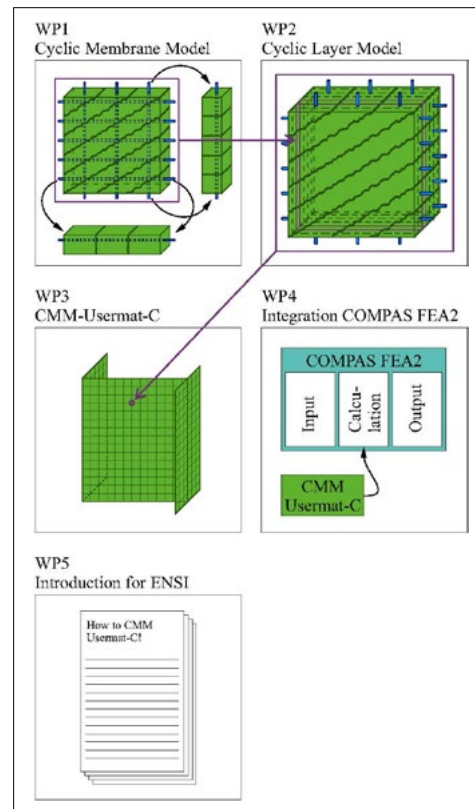 WP1
Cyclic Membrane Model
WP2
Cyclic Layer Model
WP3
CMM-Usermat-C
WP4
Integration COMPAS FEA2
COMPAS FEA2
Input
Calcu-
lation
Output
CMM
Usermat-C
WP5
Introduction for ENSI
How to CMM
Usermat-C!